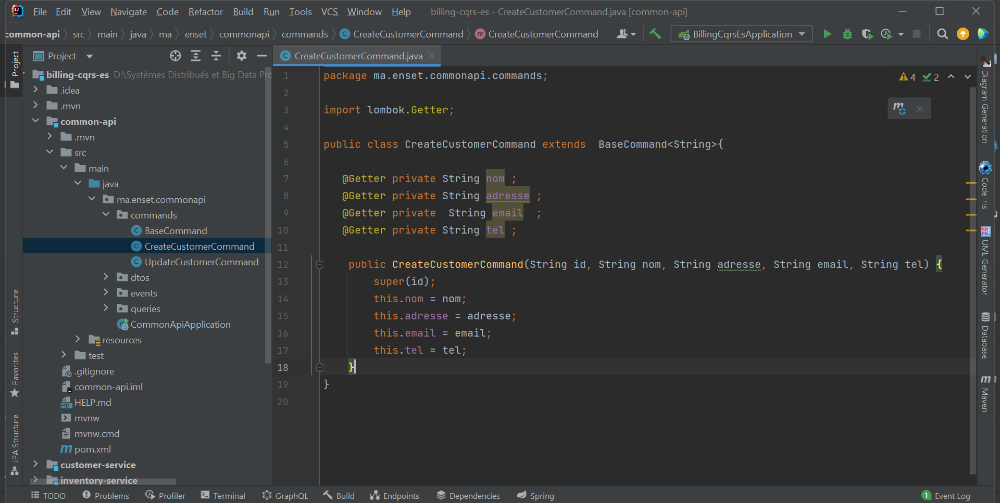 File Edit View Navigate Code Refactor Build Run Tools VCS Window Help billing-cqrs-es - CreateCustomerCommand.java [common-api]
common-api src main java ma enset commonapi commands CreateCustomerCommand CreateCustomerCommand BillingCqrsEsApplication
Project
CreateCustomerCommand.java
Project
Structure
Favorites
JPA Structure
billing-cqrs-es D:\Systèmes Distribués et Big Data Pro
.idea
.mvn
common-api
.mvn
src
main
java
ma.enset.commonapi
commands
BaseCommand
CreateCustomerCommand
UpdateCustomerCommand
dtos
events
queries
CommonApiApplication
resources
test
.gitignore
common-api.iml
HELP.md
mvnw
mvnw.cmd
pom.xml
customer-service
inventory-service
1 package ma.enset.commonapi.commands;
2
3 import lombok.Getter;
4
5 public class CreateCustomerCommand extends  BaseCommand<String>{
6
7 @Getter private String nom ;
8 @Getter private String adresse ;
9 @Getter private  String email  ;
10 @Getter private String tel ;
11
12 public CreateCustomerCommand(String id, String nom, String adresse, String email, String tel) {
13 super(id);
14 this.nom = nom;
15 this.adresse = adresse;
16 this.email = email;
17 this.tel = tel;
18 }
19 }
20
4 2
Diagram Generation
Code Iris
UML Generator
Database
Maven
TODO Problems Profiler Terminal GraphQL Build Endpoints Dependencies Spring 1 Event Log